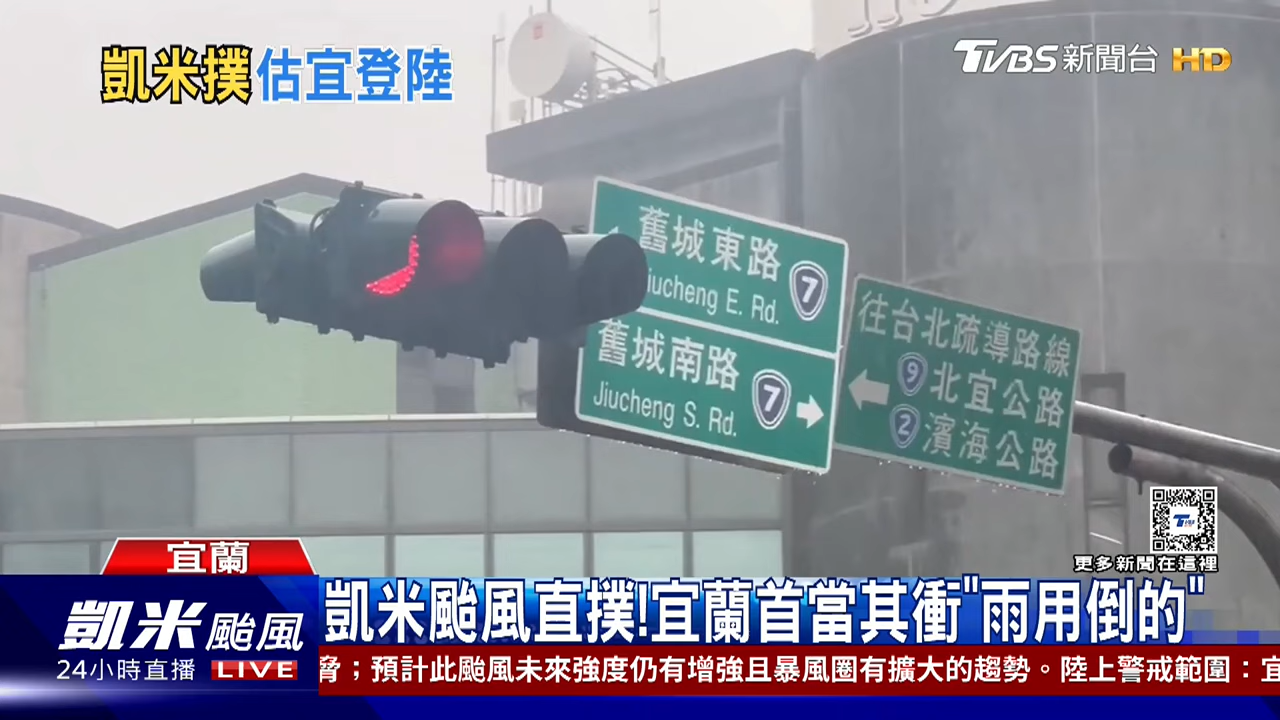 凱米撲 估宜登陸
TVBS新聞台 HD
舊城東路 7
Jiucheng E. Rd.
舊城南路 7
Jiucheng S. Rd.
往台北疏導路線
9 北宜公路
2 濱海公路
更多新聞在這裡
宜蘭
凱米颱風
24小時直播 LIVE
凱米颱風直撲!宜蘭首當其衝"雨用倒的"
脅；預計此颱風未來強度仍有增強且暴風圈有擴大的趨勢。陸上警戒範圍：宜